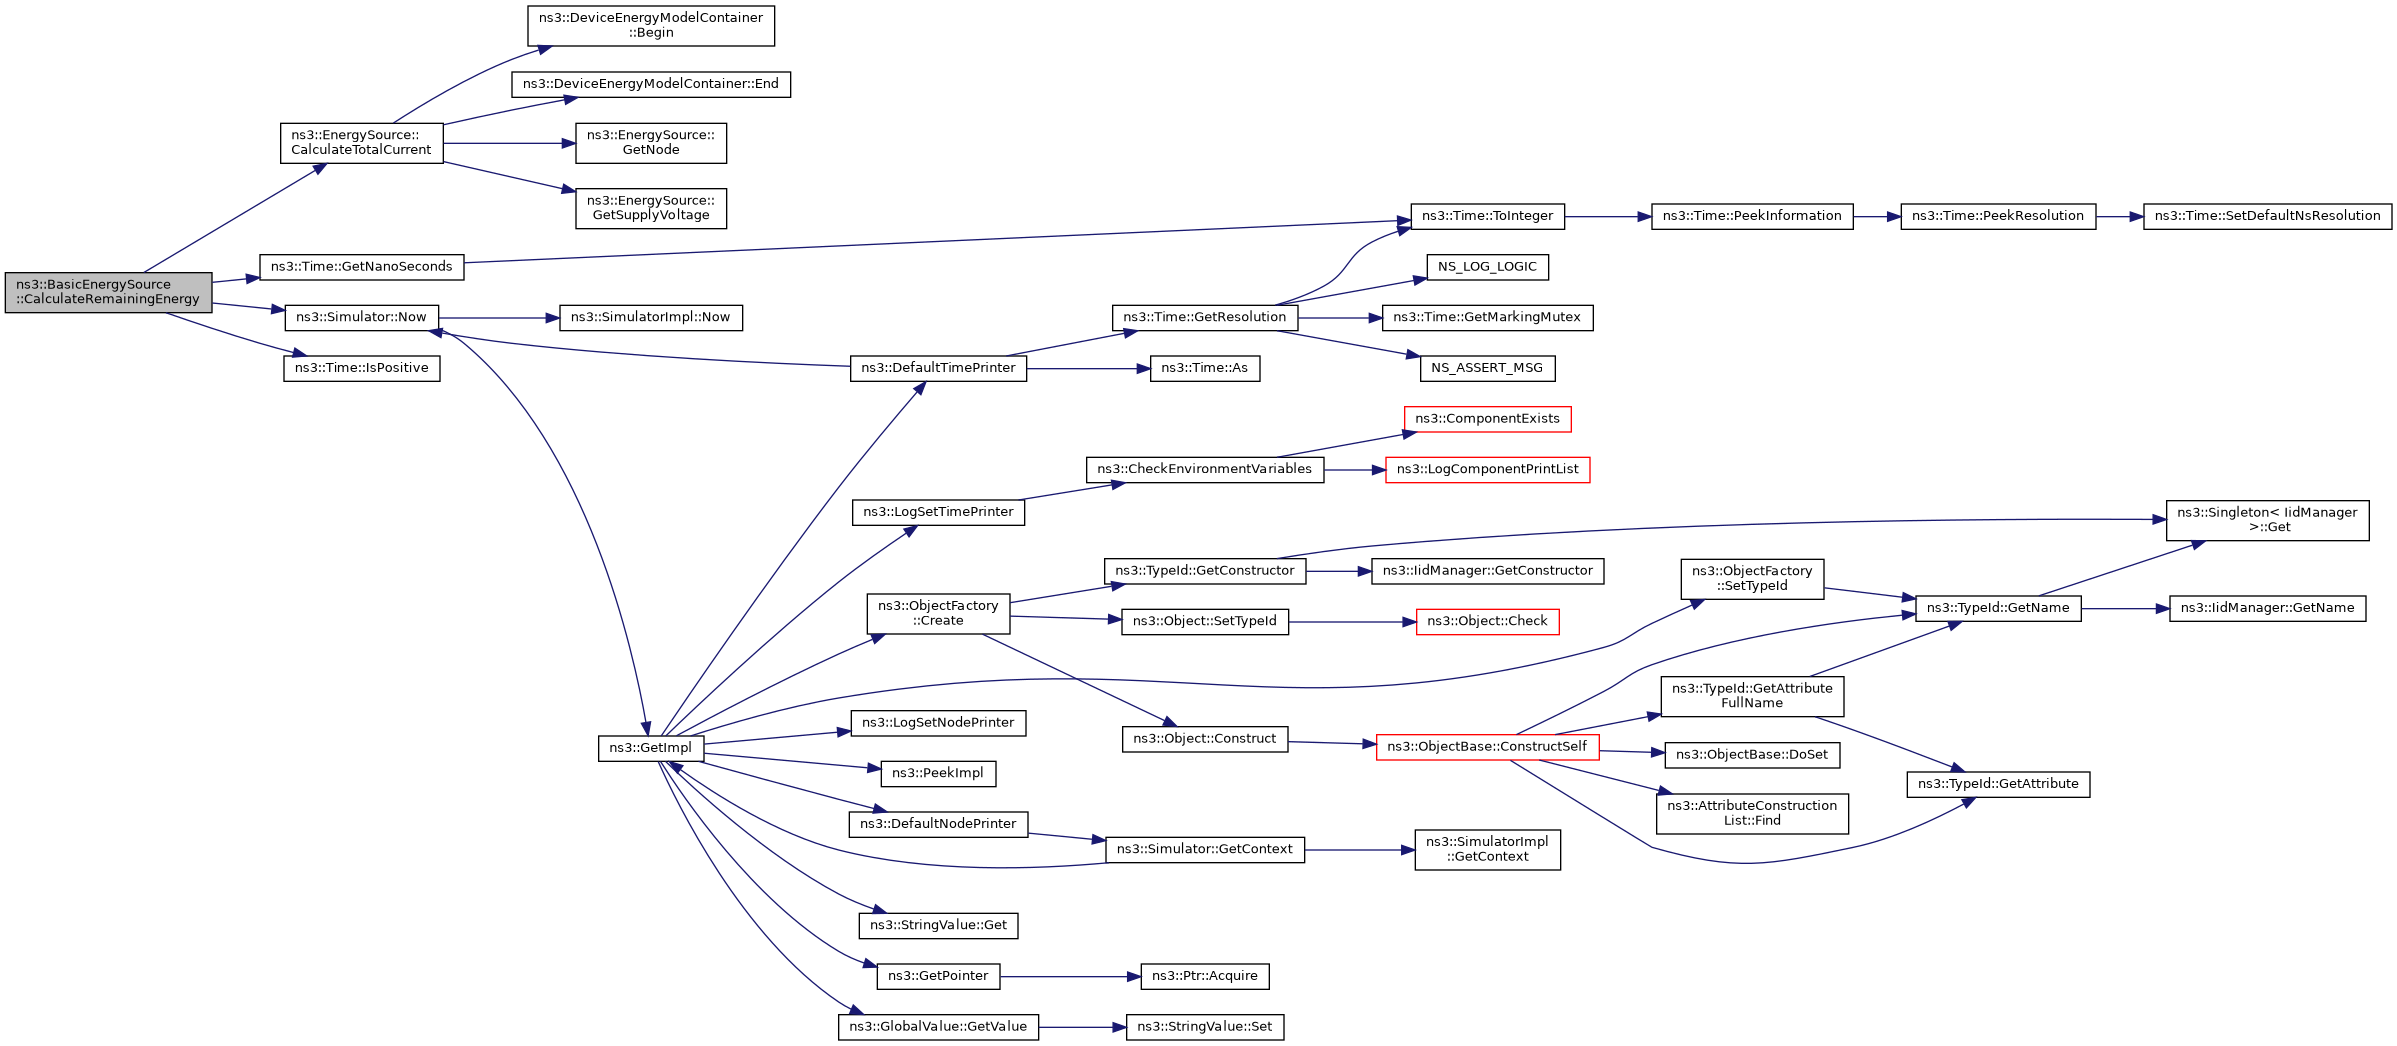 ns3::BasicEnergySource
::CalculateRemainingEnergy
ns3::EnergySource::
CalculateTotalCurrent
ns3::DeviceEnergyModelContainer
::Begin
ns3::DeviceEnergyModelContainer::End
ns3::EnergySource::
GetNode
ns3::EnergySource::
GetSupplyVoltage
ns3::Time::GetNanoSeconds
ns3::Time::ToInteger
ns3::Time::PeekInformation
ns3::Time::PeekResolution
ns3::Time::SetDefaultNsResolution
ns3::Simulator::Now
ns3::SimulatorImpl::Now
ns3::Time::IsPositive
ns3::DefaultTimePrinter
ns3::Time::GetResolution
NS_LOG_LOGIC
ns3::Time::GetMarkingMutex
NS_ASSERT_MSG
ns3::Time::As
ns3::ComponentExists
ns3::CheckEnvironmentVariables
ns3::LogComponentPrintList
ns3::LogSetTimePrinter
ns3::TypeId::GetConstructor
ns3::IidManager::GetConstructor
ns3::Singleton< IidManager
>::Get
ns3::ObjectFactory
::SetTypeId
ns3::ObjectFactory
::Create
ns3::Object::SetTypeId
ns3::Object::Check
ns3::TypeId::GetName
ns3::IidManager::GetName
ns3::TypeId::GetAttribute
FullName
ns3::GetImpl
ns3::LogSetNodePrinter
ns3::Object::Construct
ns3::ObjectBase::ConstructSelf
ns3::ObjectBase::DoSet
ns3::PeekImpl
ns3::TypeId::GetAttribute
ns3::AttributeConstruction
List::Find
ns3::DefaultNodePrinter
ns3::Simulator::GetContext
ns3::SimulatorImpl
::GetContext
ns3::StringValue::Get
ns3::GetPointer
ns3::Ptr::Acquire
ns3::GlobalValue::GetValue
ns3::StringValue::Set